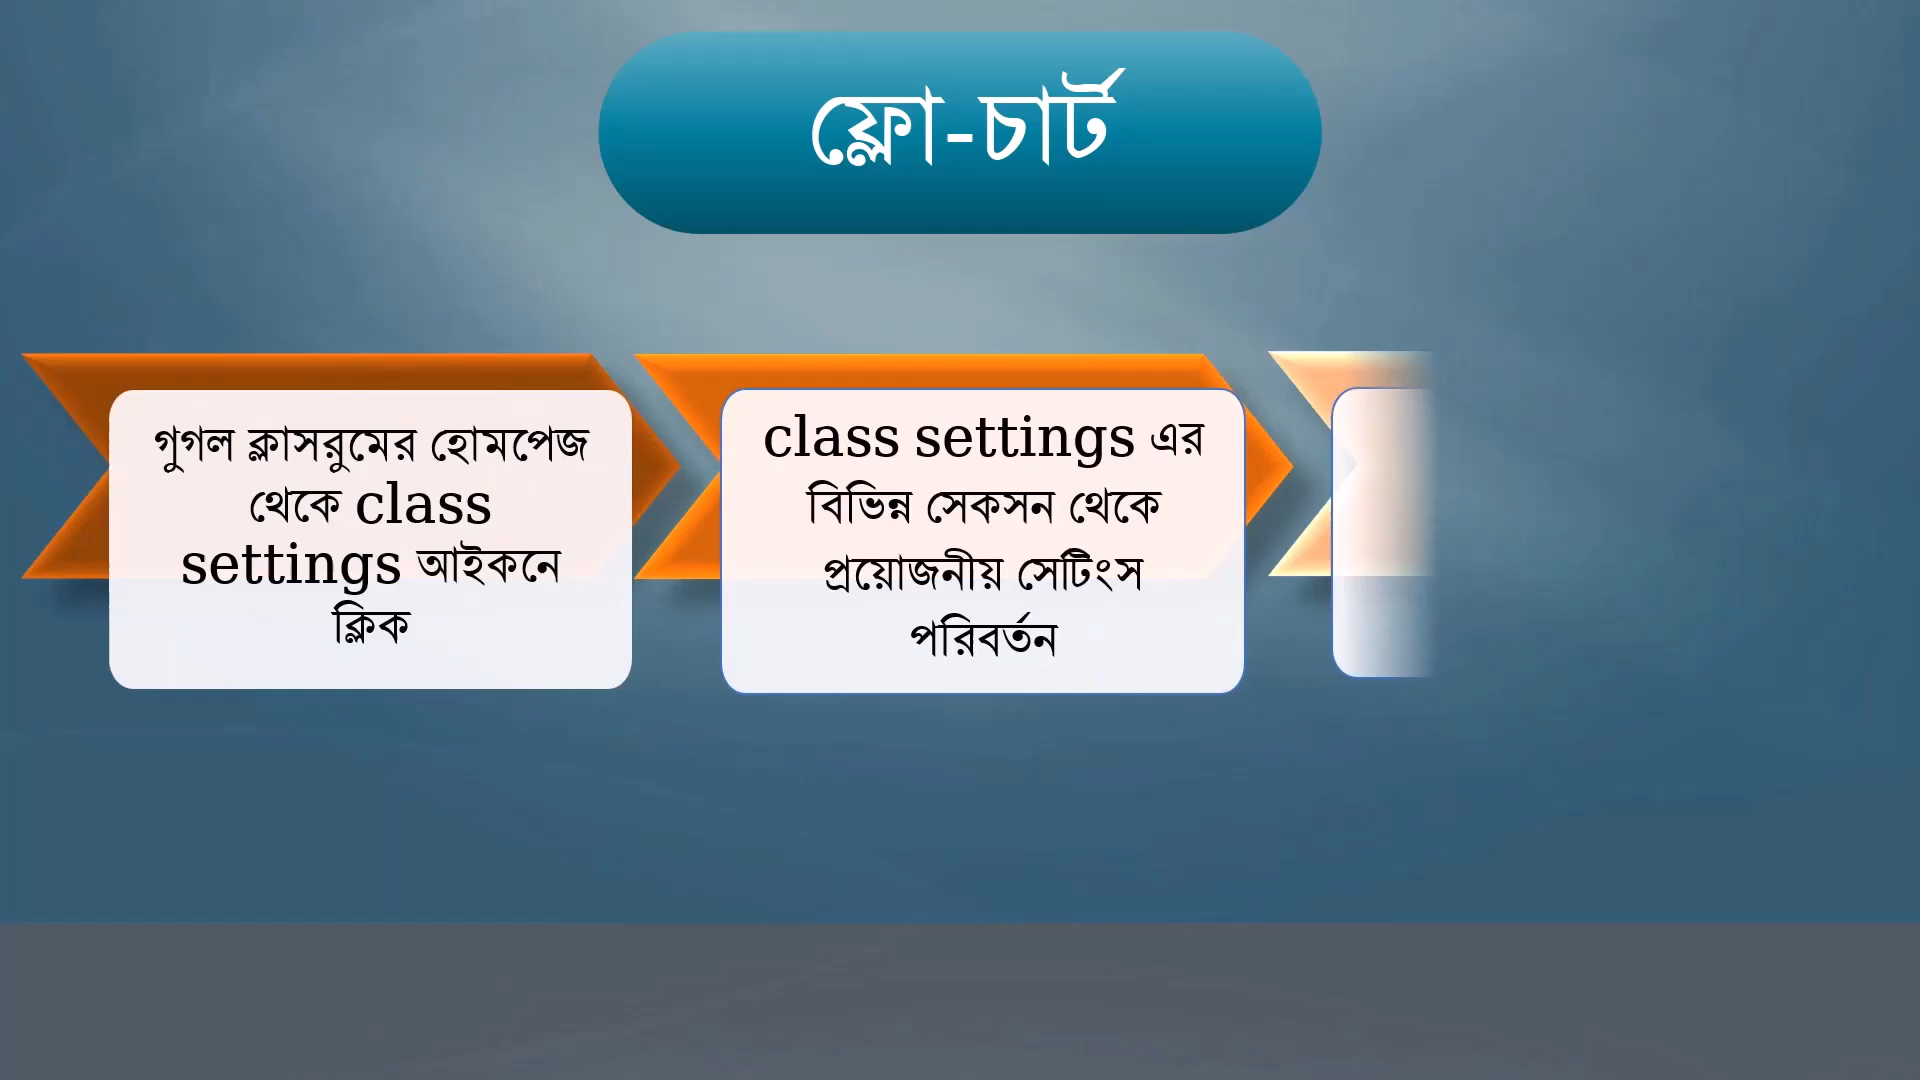 ফ্লো-চার্ট
গুগল ক্লাসরুমের হোমপেজ
থেকে class
settings আইকনে
ক্লিক
class settings এর
বিভিন্ন সেকসন থেকে
প্রয়োজনীয় সেটিংস
পরিবর্তন